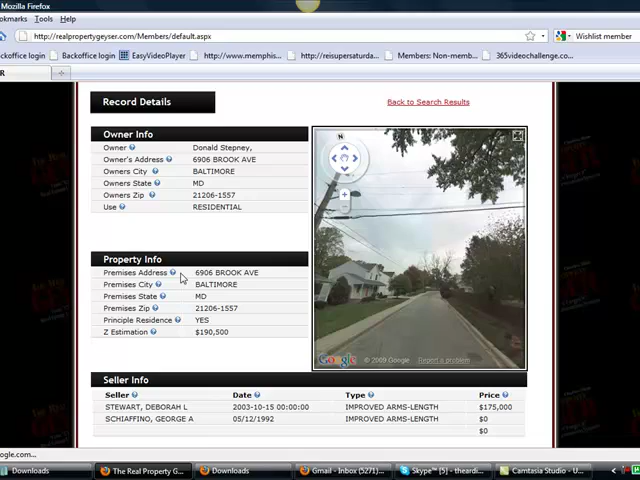 Mozilla Firefox
okmarks Tools Help
http://realpropertygeyser.com/Members/default.aspx
Wishlist member
ckoffice login Backoffice login EasyVideoPlayer http://www.memphis... http://reisupersaturda... Members: Non-memb... 365videochallenge.com...
R
Record Details
Back to Search Results
Owner Info
Owner Donald Stepney,
Owner's Address 6906 BROOK AVE
Owners City BALTIMORE
Owners State MD
Owners Zip 21206-1557
Use RESIDENTIAL
Property Info
Premises Address 6906 BROOK AVE
Premises City BALTIMORE
Premises State MD
Premises Zip 21206-1557
Principle Residence YES
Z Estimation $190,500
N
Google © 2009 Google Report a problem
Seller Info
Seller Date Type Price
STEWART, DEBORAH L 2003-10-15 00:00:00 IMPROVED ARMS-LENGTH $175,000
SCHIAFFINO, GEORGE A 05/12/1992 IMPROVED ARMS-LENGTH $0
$0
ogle.com...
Downloads The Real Property G... Downloads Gmail - Inbox (5271)... Skype™ [5] - theardi... Camtasia Studio - U...